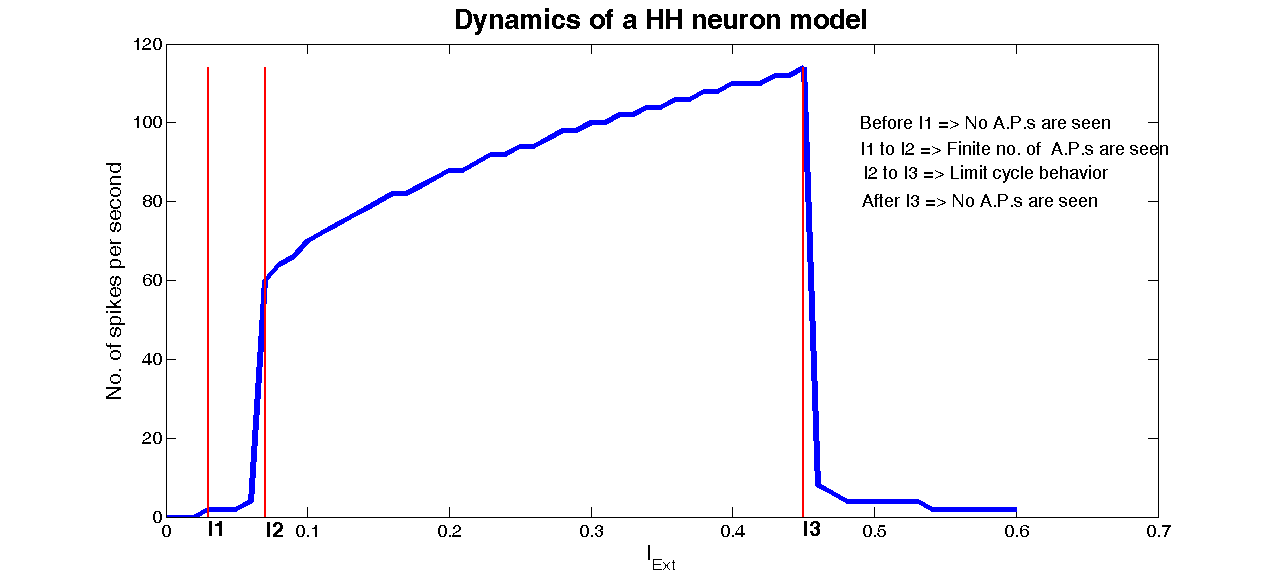 Dynamics of a HH neuron model
120
100
80
60
40
20
0
No. of spikes per second
Before I1 => No A.P.s are seen
I1 to I2 => Finite no. of  A.P.s are seen
I2 to I3 => Limit cycle behavior
After I3 => No A.P.s are seen
0 I1 I2 0.1 0.2 0.3 0.4 I3 0.5 0.6 0.7
I_Ext